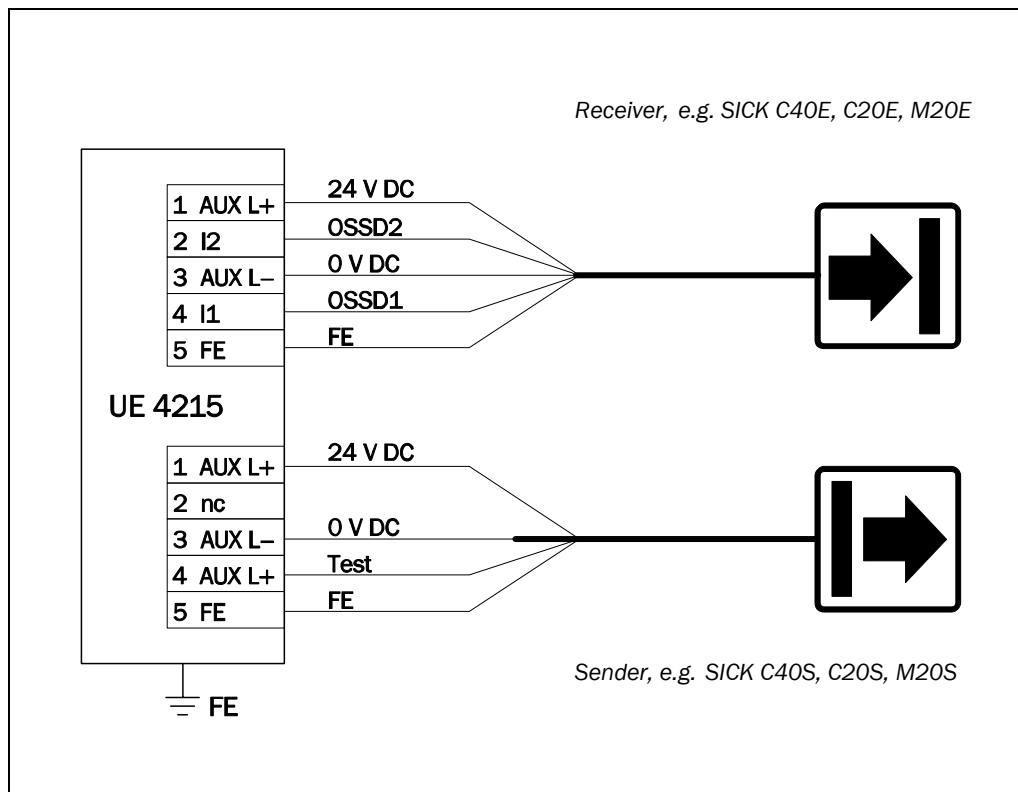 Receiver, e.g. SICK C40E, C20E, M20E
1 AUX L+ 24 V DC
2 I2 OSSD2
3 AUX L− 0 V DC
4 I1 OSSD1
5 FE FE
UE 4215
1 AUX L+ 24 V DC
2 nc
3 AUX L− 0 V DC
4 AUX L+ Test
5 FE FE
Sender, e.g. SICK C40S, C20S, M20S
FE